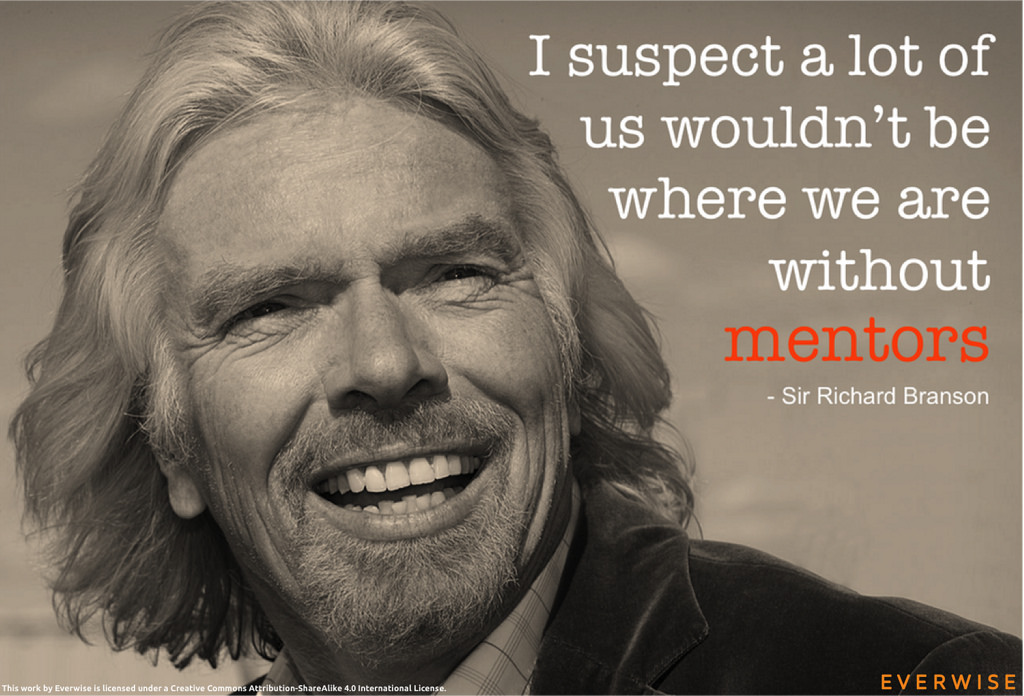 I suspect a lot of
us wouldn’t be
where we are
without
mentors
- Sir Richard Branson
This work by Everwise is licensed under a Creative Commons Attribution-ShareAlike 4.0 International License.
EVERWISE